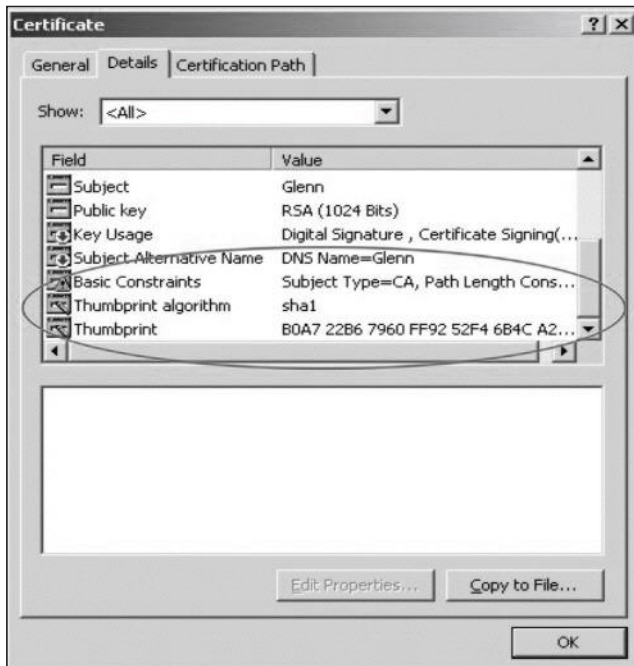 Certificate
General Details Certification Path
Show: <All>
Field Value
Subject Glenn
Public key RSA (1024 Bits)
Key Usage Digital Signature , Certificate Signing(...
Subject Alternative Name DNS Name=Glenn
Basic Constraints Subject Type=CA, Path Length Cons...
Thumbprint algorithm sha1
Thumbprint B0A7 22B6 7960 FF92 52F4 6B4C A2...
Edit Properties... Copy to File...
OK